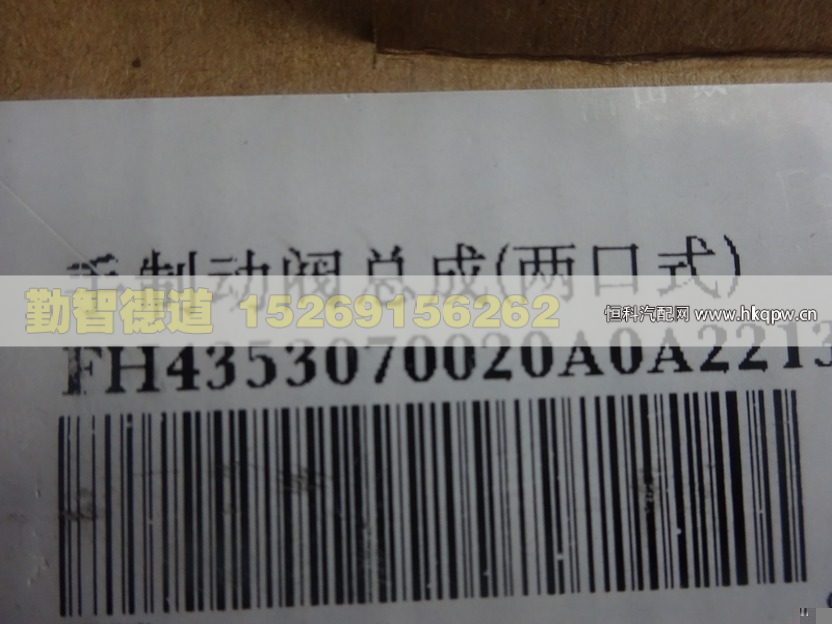 手制动阀总成(两口式)
勤智德道 15269156262
恒科汽配网 www.hkqpw.cn
FH4353070020A0A2213